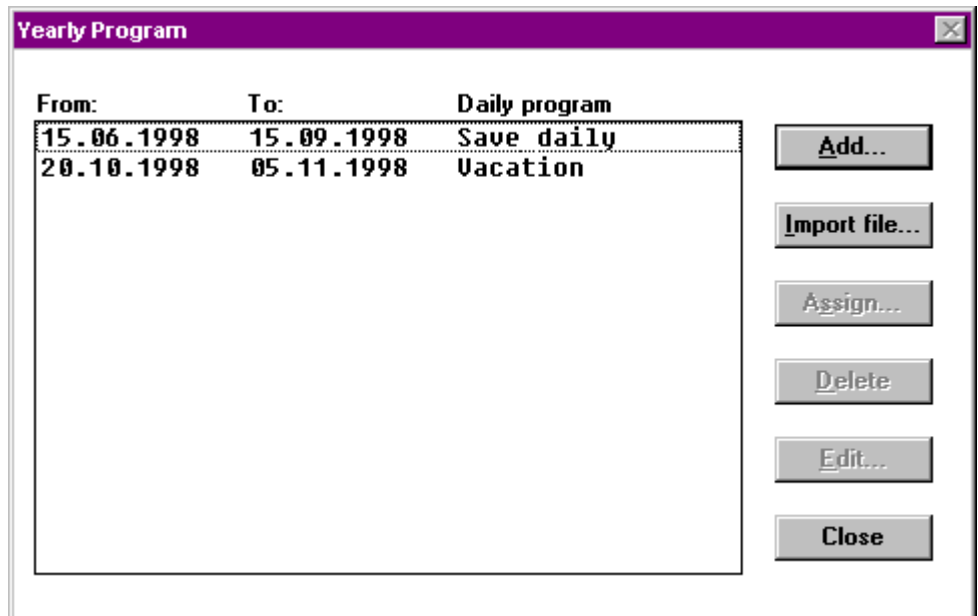 Yearly Program
From: To: Daily program
15.06.1998 15.09.1998 Save daily
20.10.1998 05.11.1998 Vacation
Add...
Import file...
Assign...
Delete
Edit...
Close